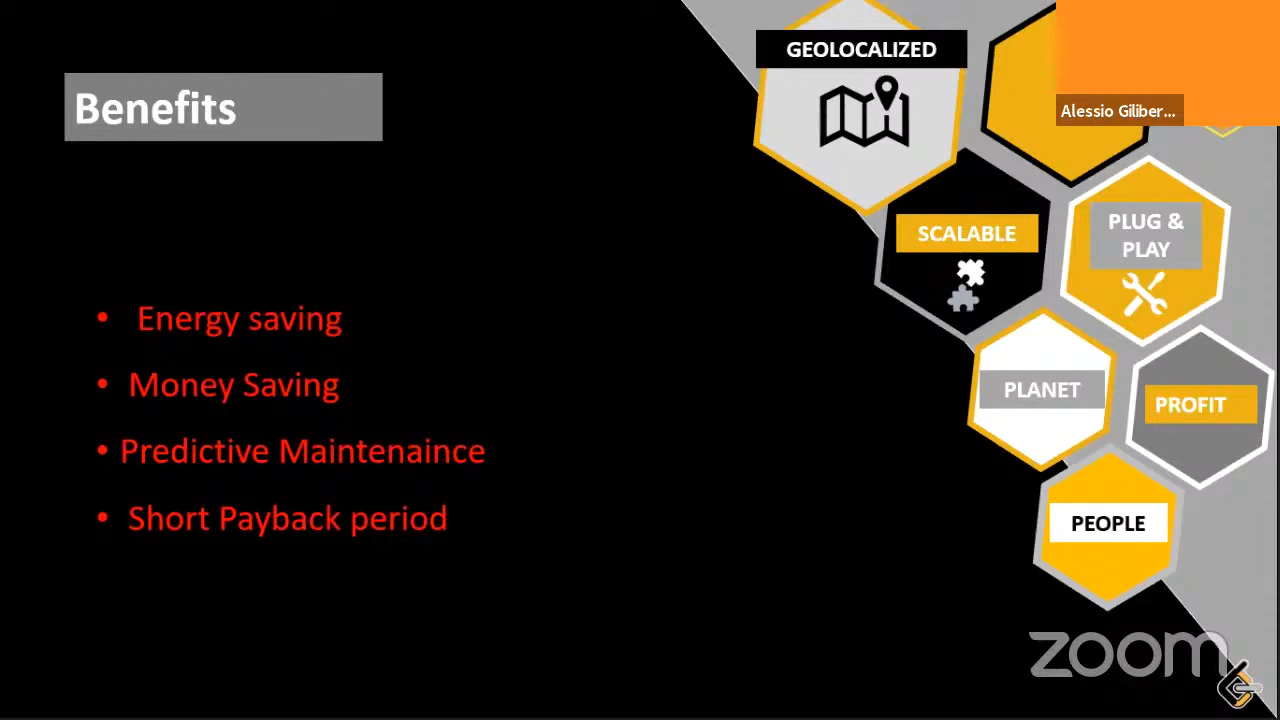 Benefits
• Energy saving
• Money Saving
• Predictive Maintenaince
• Short Payback period
GEOLOCALIZED
Alessio Giliber...
SCALABLE
PLUG &
PLAY
PLANET
PROFIT
PEOPLE
zoom